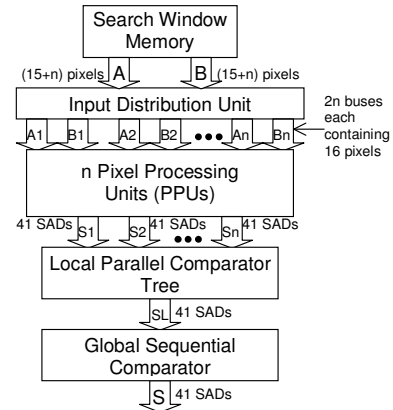 Search Window
Memory
(15+n) pixels A B (15+n) pixels
Input Distribution Unit
A1 B1 A2 B2 ••• An Bn
2n buses
each
containing
16 pixels
n Pixel Processing
Units (PPUs)
41 SADs S1 41 SADs S2 41 SADs ••• Sn 41 SADs
Local Parallel Comparator
Tree
SL 41 SADs
Global Sequential
Comparator
S 41 SADs